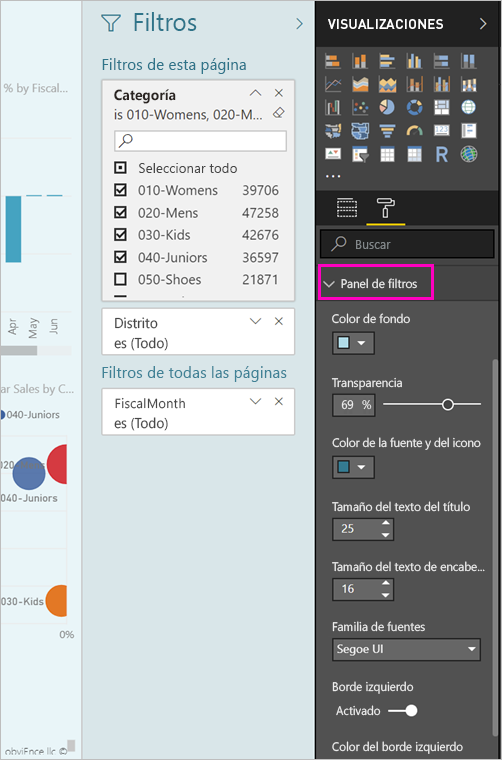 % by Fiscal...
Apr
May
Jun
ar Sales by C...
040-Juniors
020-
040-Juniors
030-Kids
0%
obviEnce llc ©
Filtros
Filtros de esta página
Categoría
is 010-Womens, 020-M...
Seleccionar todo
010-Womens 39706
020-Mens 47258
030-Kids 42676
040-Juniors 36597
050-Shoes 21871
Distrito
es (Todo)
Filtros de todas las páginas
FiscalMonth
es (Todo)
VISUALIZACIONES
R
...
Buscar
Panel de filtros
Color de fondo
Transparencia
69 %
Color de la fuente y del icono
Tamaño del texto del título
25
Tamaño del texto de encabe...
16
Familia de fuentes
Segoe UI
Borde izquierdo
Activado
Color del borde izquierdo